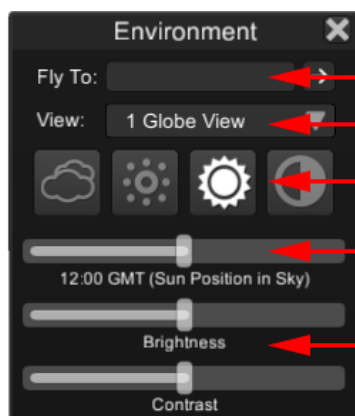 Environment
Fly To:
View: 1 Globe View
12:00 GMT (Sun Position in Sky)
Brightness
Contrast